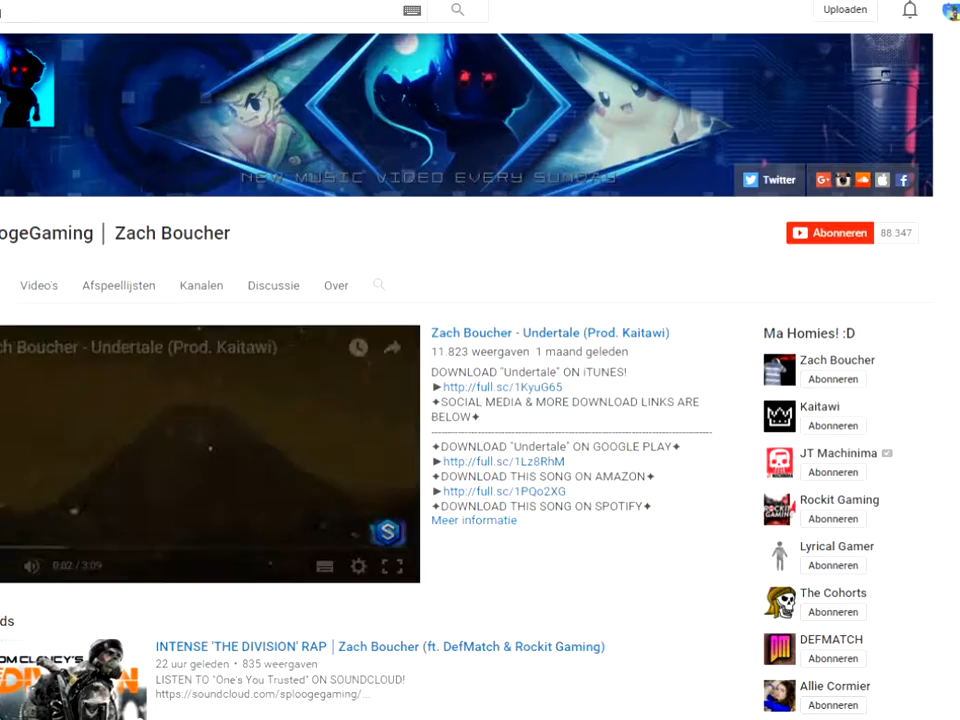 Uploaden
NEW MUSIC VIDEO EVERY SUNDAY
Twitter
ogeGaming │ Zach Boucher
Abonneren 88.347
Video's Afspeellijsten Kanalen Discussie Over
ch Boucher - Undertale (Prod. Kaitawi)
0:02 / 3:09
Zach Boucher - Undertale (Prod. Kaitawi)
11.823 weergaven 1 maand geleden
DOWNLOAD "Undertale" ON iTUNES!
►http://full.sc/1KyuG65
✦SOCIAL MEDIA & MORE DOWNLOAD LINKS ARE
BELOW✦
✦DOWNLOAD "Undertale" ON GOOGLE PLAY✦
►http://full.sc/1Lz8RhM
✦DOWNLOAD THIS SONG ON AMAZON✦
►http://full.sc/1PQo2XG
✦DOWNLOAD THIS SONG ON SPOTIFY✦
Meer informatie
Ma Homies! :D
Zach Boucher
Abonneren
Kaitawi
Abonneren
JT Machinima
Abonneren
Rockit Gaming
Abonneren
Lyrical Gamer
Abonneren
The Cohorts
Abonneren
DEFMATCH
Abonneren
Allie Cormier
Abonneren
ds
OM CLANCY'S
INTENSE 'THE DIVISION' RAP │ Zach Boucher (ft. DefMatch & Rockit Gaming)
22 uur geleden • 835 weergaven
LISTEN TO "One's You Trusted" ON SOUNDCLOUD!
https://soundcloud.com/sploogegaming/...